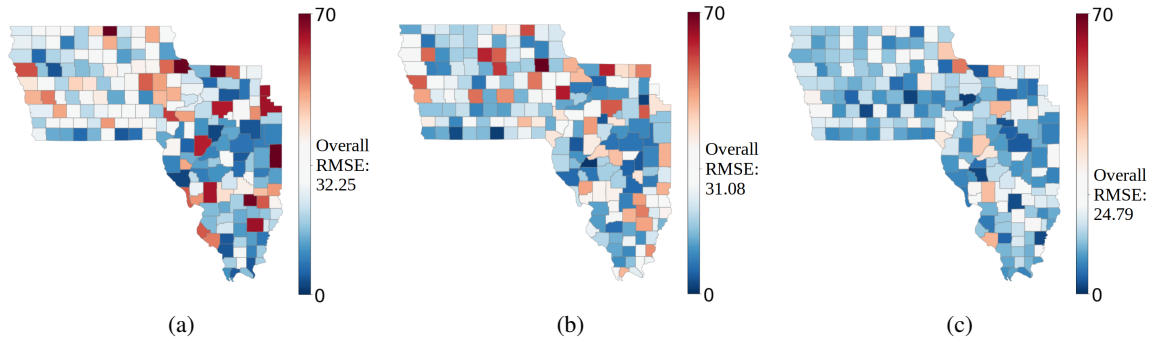 70
Overall
RMSE:
32.25
0
(a)
70
Overall
RMSE:
31.08
0
(b)
70
Overall
RMSE:
24.79
0
(c)